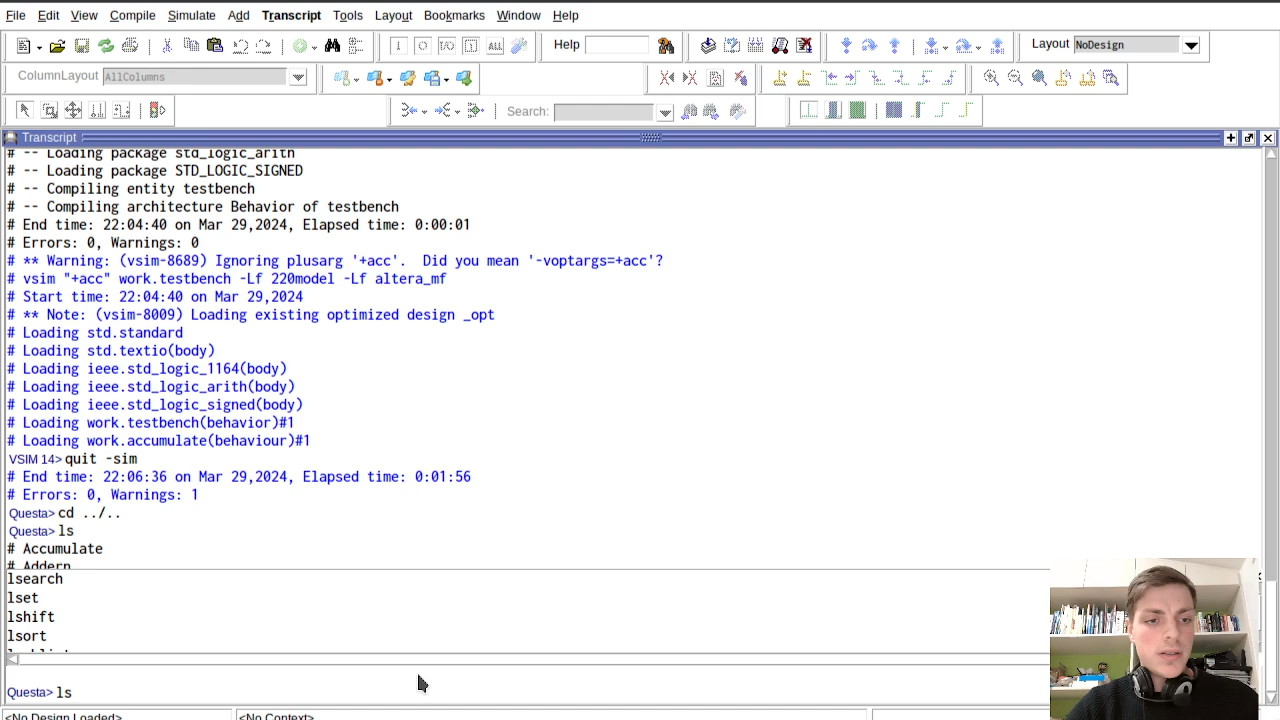 File Edit View Compile Simulate Add Transcript Tools Layout Bookmarks Window Help
Help
Layout NoDesign
ColumnLayout AllColumns
ALL
Search:
Transcript
# -- Loading package std_logic_arith
# -- Loading package STD_LOGIC_SIGNED
# -- Compiling entity testbench
# -- Compiling architecture Behavior of testbench
# End time: 22:04:40 on Mar 29,2024, Elapsed time: 0:00:01
# Errors: 0, Warnings: 0
# ** Warning: (vsim-8689) Ignoring plusarg '+acc'.  Did you mean '-voptargs=+acc'?
# vsim "+acc" work.testbench -Lf 220model -Lf altera_mf
# Start time: 22:04:40 on Mar 29,2024
# ** Note: (vsim-8009) Loading existing optimized design _opt
# Loading std.standard
# Loading std.textio(body)
# Loading ieee.std_logic_1164(body)
# Loading ieee.std_logic_arith(body)
# Loading ieee.std_logic_signed(body)
# Loading work.testbench(behavior)#1
# Loading work.accumulate(behaviour)#1
VSIM 14> quit -sim
# End time: 22:06:36 on Mar 29,2024, Elapsed time: 0:01:56
# Errors: 0, Warnings: 1
Questa> cd ../..
Questa> ls
# Accumulate
# Addern
lsearch
lset
lshift
lsort
Questa> ls
<No Design Loaded>
<No Context>